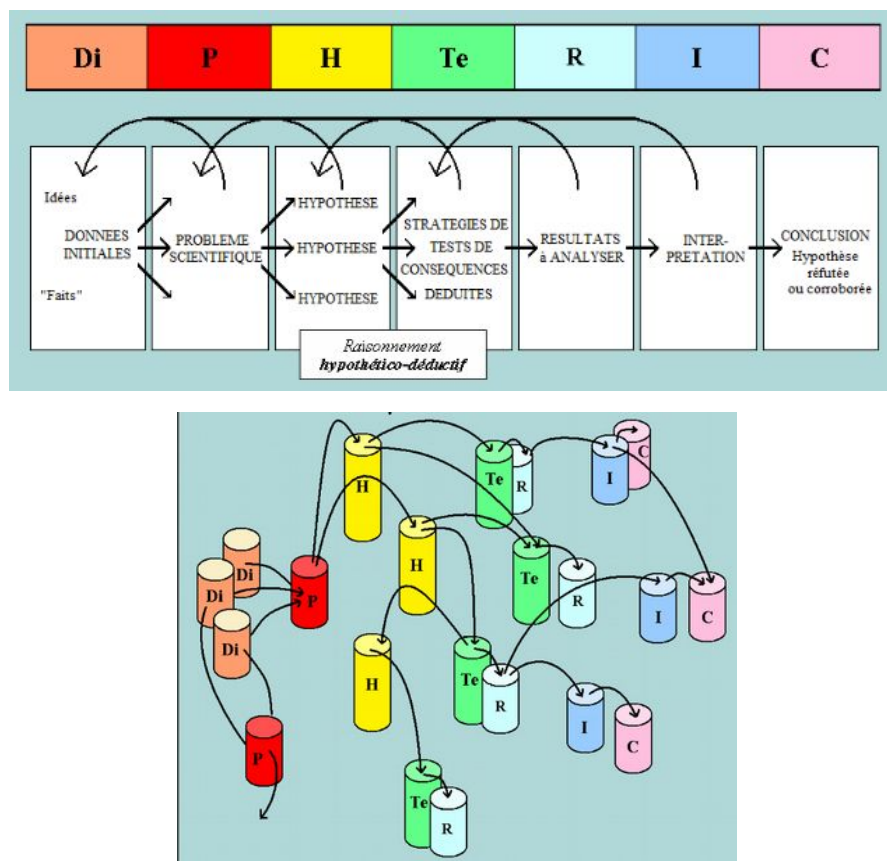 Di P H Te R I C
Idées
DONNEES
INITIALES
"Faits"
PROBLEME
SCIENTIFIQUE
HYPOTHESE
HYPOTHESE
HYPOTHESE
STRATEGIES DE
TESTS DE
CONSEQUENCES
DEDUITES
RESULTATS
à ANALYSER
INTER-
PRETATION
CONCLUSION
Hypothèse
réfutée
ou corroborée
Raisonnement
hypothético-déductif
H
Te
R
I
C
Di
Di
Di
P
H
Te
R
I
C
H
Te
R
I
C
P
Te
R